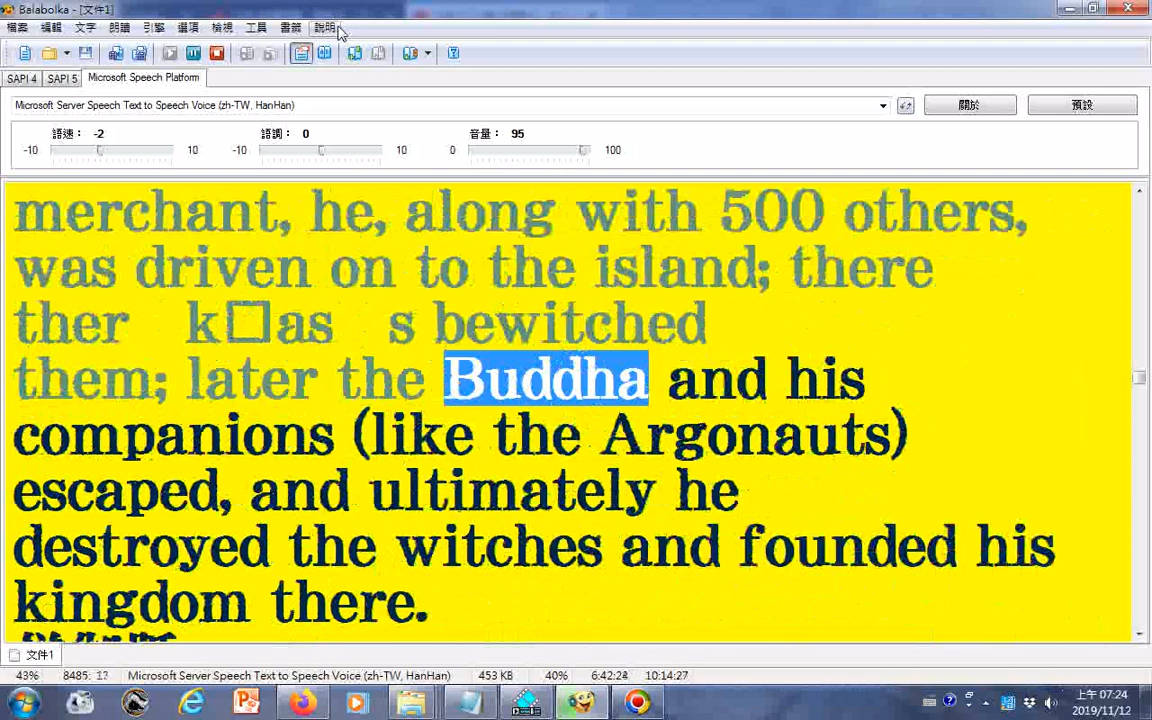 Balabolka - [文件1]
檔案 編輯 文字 朗讀 引擎 選項 檢視 工具 書籤 說明
SAPI 4 SAPI 5 Microsoft Speech Platform
Microsoft Server Speech Text to Speech Voice (zh-TW, HanHan) 關於 預設
語速： -2 語調： 0 音量： 95
-10 10 -10 10 0 100
merchant, he, along with 500 others,
was driven on to the island; there
ther k□as s bewitched
them; later the Buddha and his
companions (like the Argonauts)
escaped, and ultimately he
destroyed the witches and founded his
kingdom there.
文件1
43% 8485: 17 Microsoft Server Speech Text to Speech Voice (zh-TW, HanHan) 453 KB 40% 6:42:24 10:14:27
上午 07:24
2019/11/12